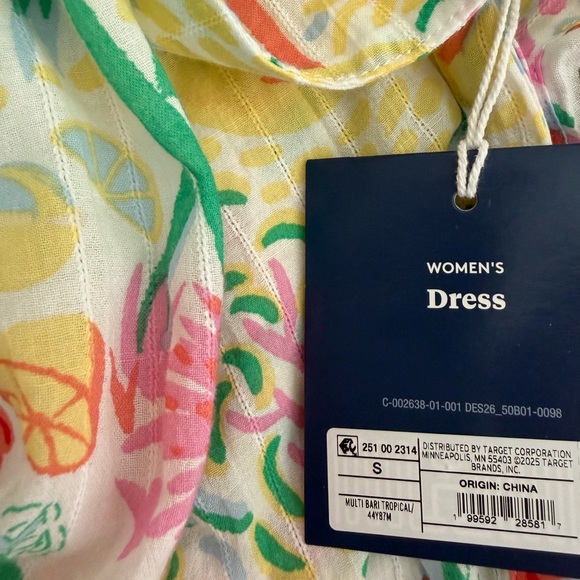 WOMEN'S
Dress
C-002638-01-001 DES26_50B01-0098
251 00 2314
S
MULTI BARI TROPICAL/
44Y87M
DISTRIBUTED BY TARGET CORPORATION
MINNEAPOLIS, MN 55403 ©2025 TARGET
BRANDS, INC.
ORIGIN: CHINA
1 99592 28581 7